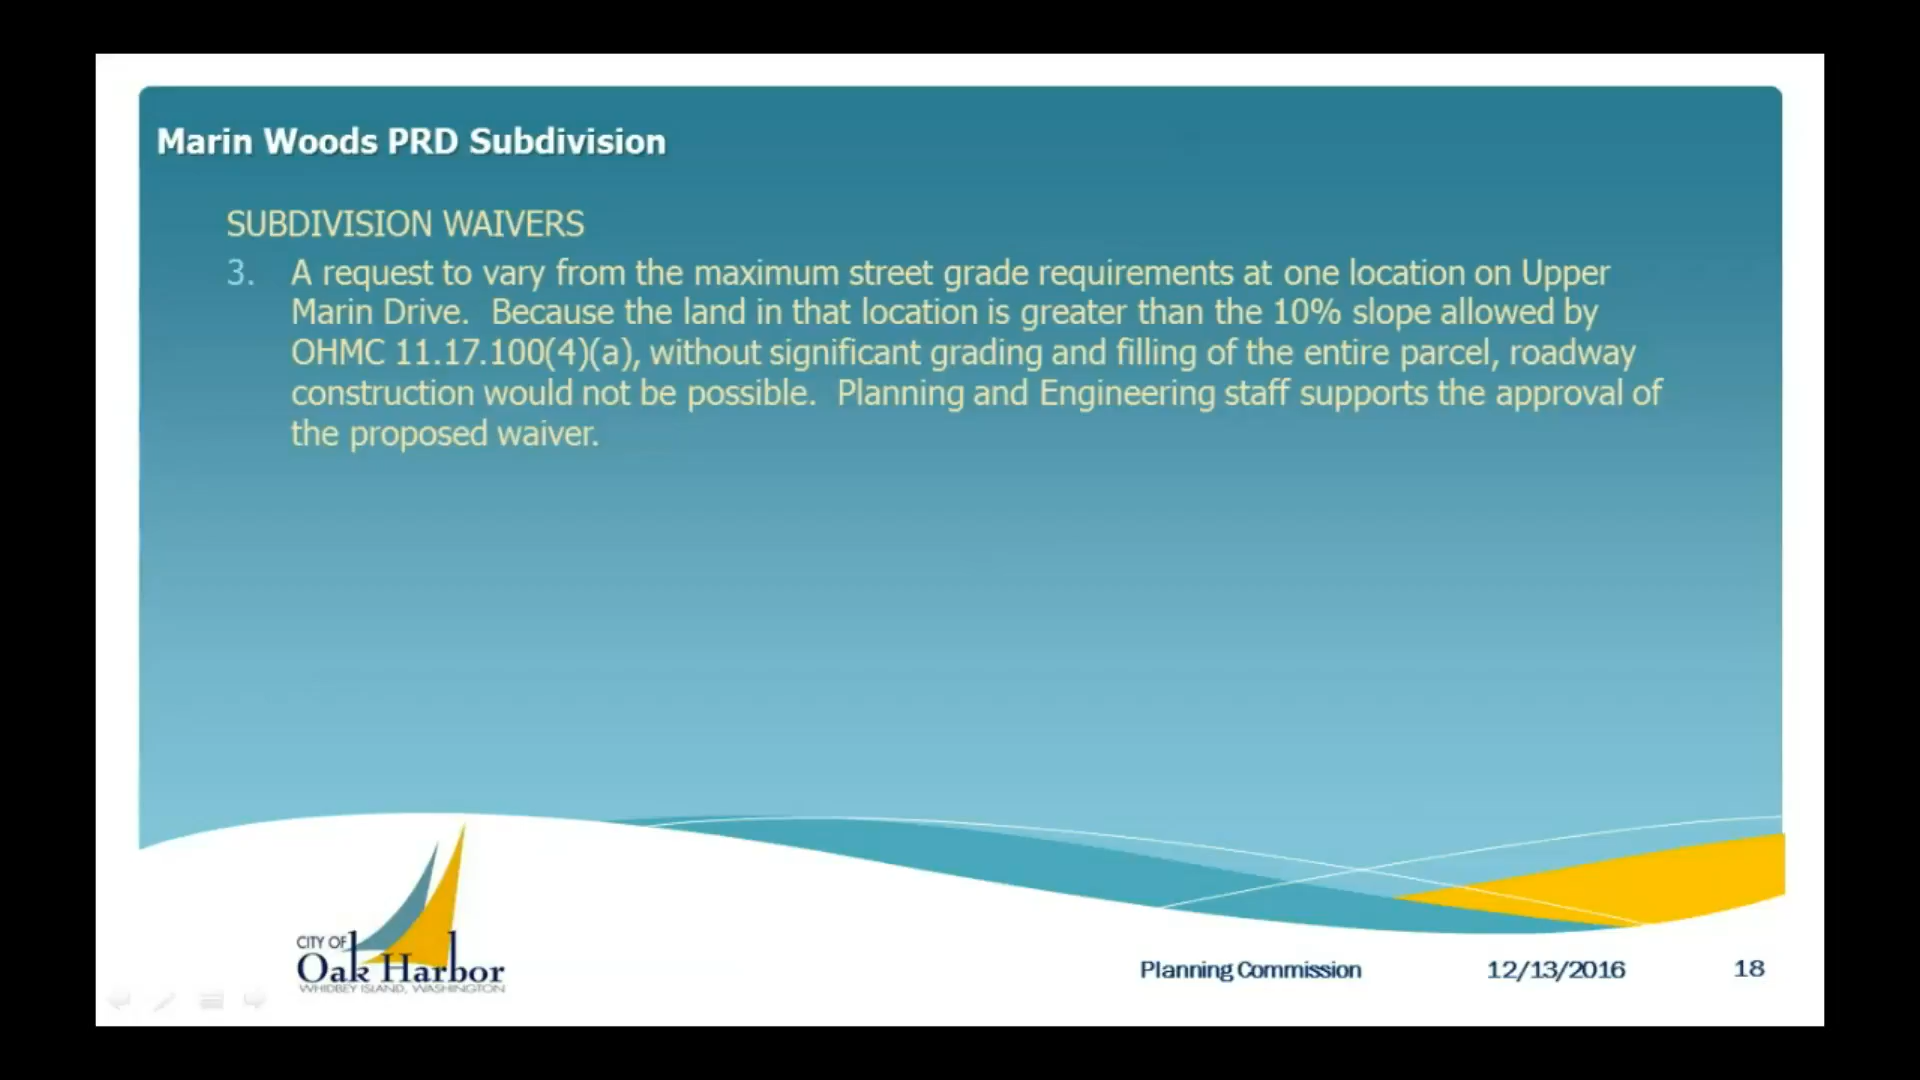 Marin Woods PRD Subdivision
SUBDIVISION WAIVERS
3. A request to vary from the maximum street grade requirements at one location on Upper
Marin Drive. Because the land in that location is greater than the 10% slope allowed by
OHMC 11.17.100(4)(a), without significant grading and filling of the entire parcel, roadway
construction would not be possible. Planning and Engineering staff supports the approval of
the proposed waiver.
CITY OF
Oak Harbor
WHIDBEY ISLAND, WASHINGTON
Planning Commission 12/13/2016 18